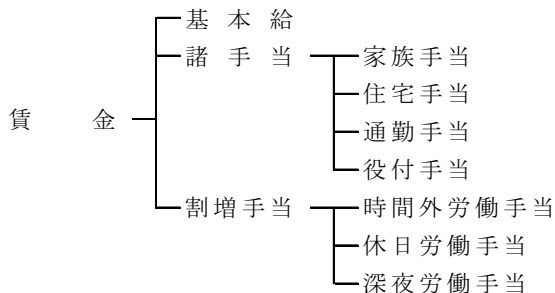 基本給
諸手当 家族手当
住宅手当
賃金 通勤手当
役付手当
割増手当 時間外労働手当
休日労働手当
深夜労働手当